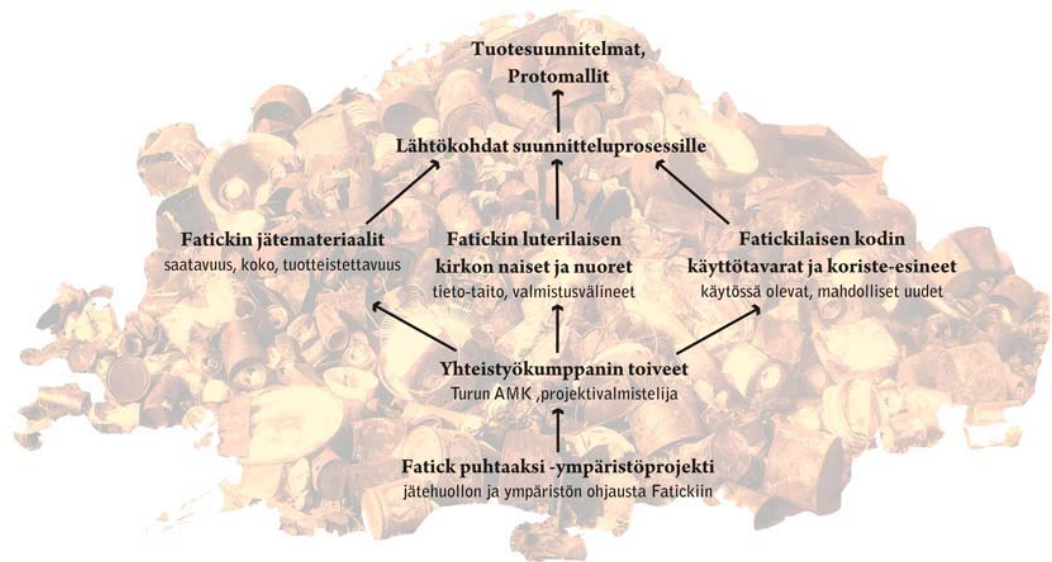 Tuotesuunnitelmat,
Protomallit
Lähtökohdat suunnitteluprosessille
Fatickin jätemateriaalit
saatavuus, koko, tuotteistettavuus
Fatickin luterilaisen
kirkon naiset ja nuoret
tieto-taito, valmistusvälineet
Fatickilaisen kodin
käyttötavarat ja koriste-esineet
käytössä olevat, mahdolliset uudet
Yhteistyökumppanin toiveet
Turun AMK ,projektivalmistelija
Fatick puhtaaksi -ympäristöprojekti
jätehuollon ja ympäristön ohjausta Fatickiin